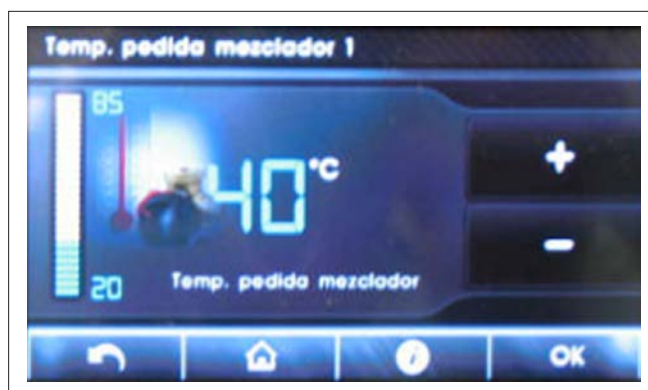 Temp. pedida mezclador 1
85
40 °C
+
-
20
Temp. pedida mezclador
i
OK